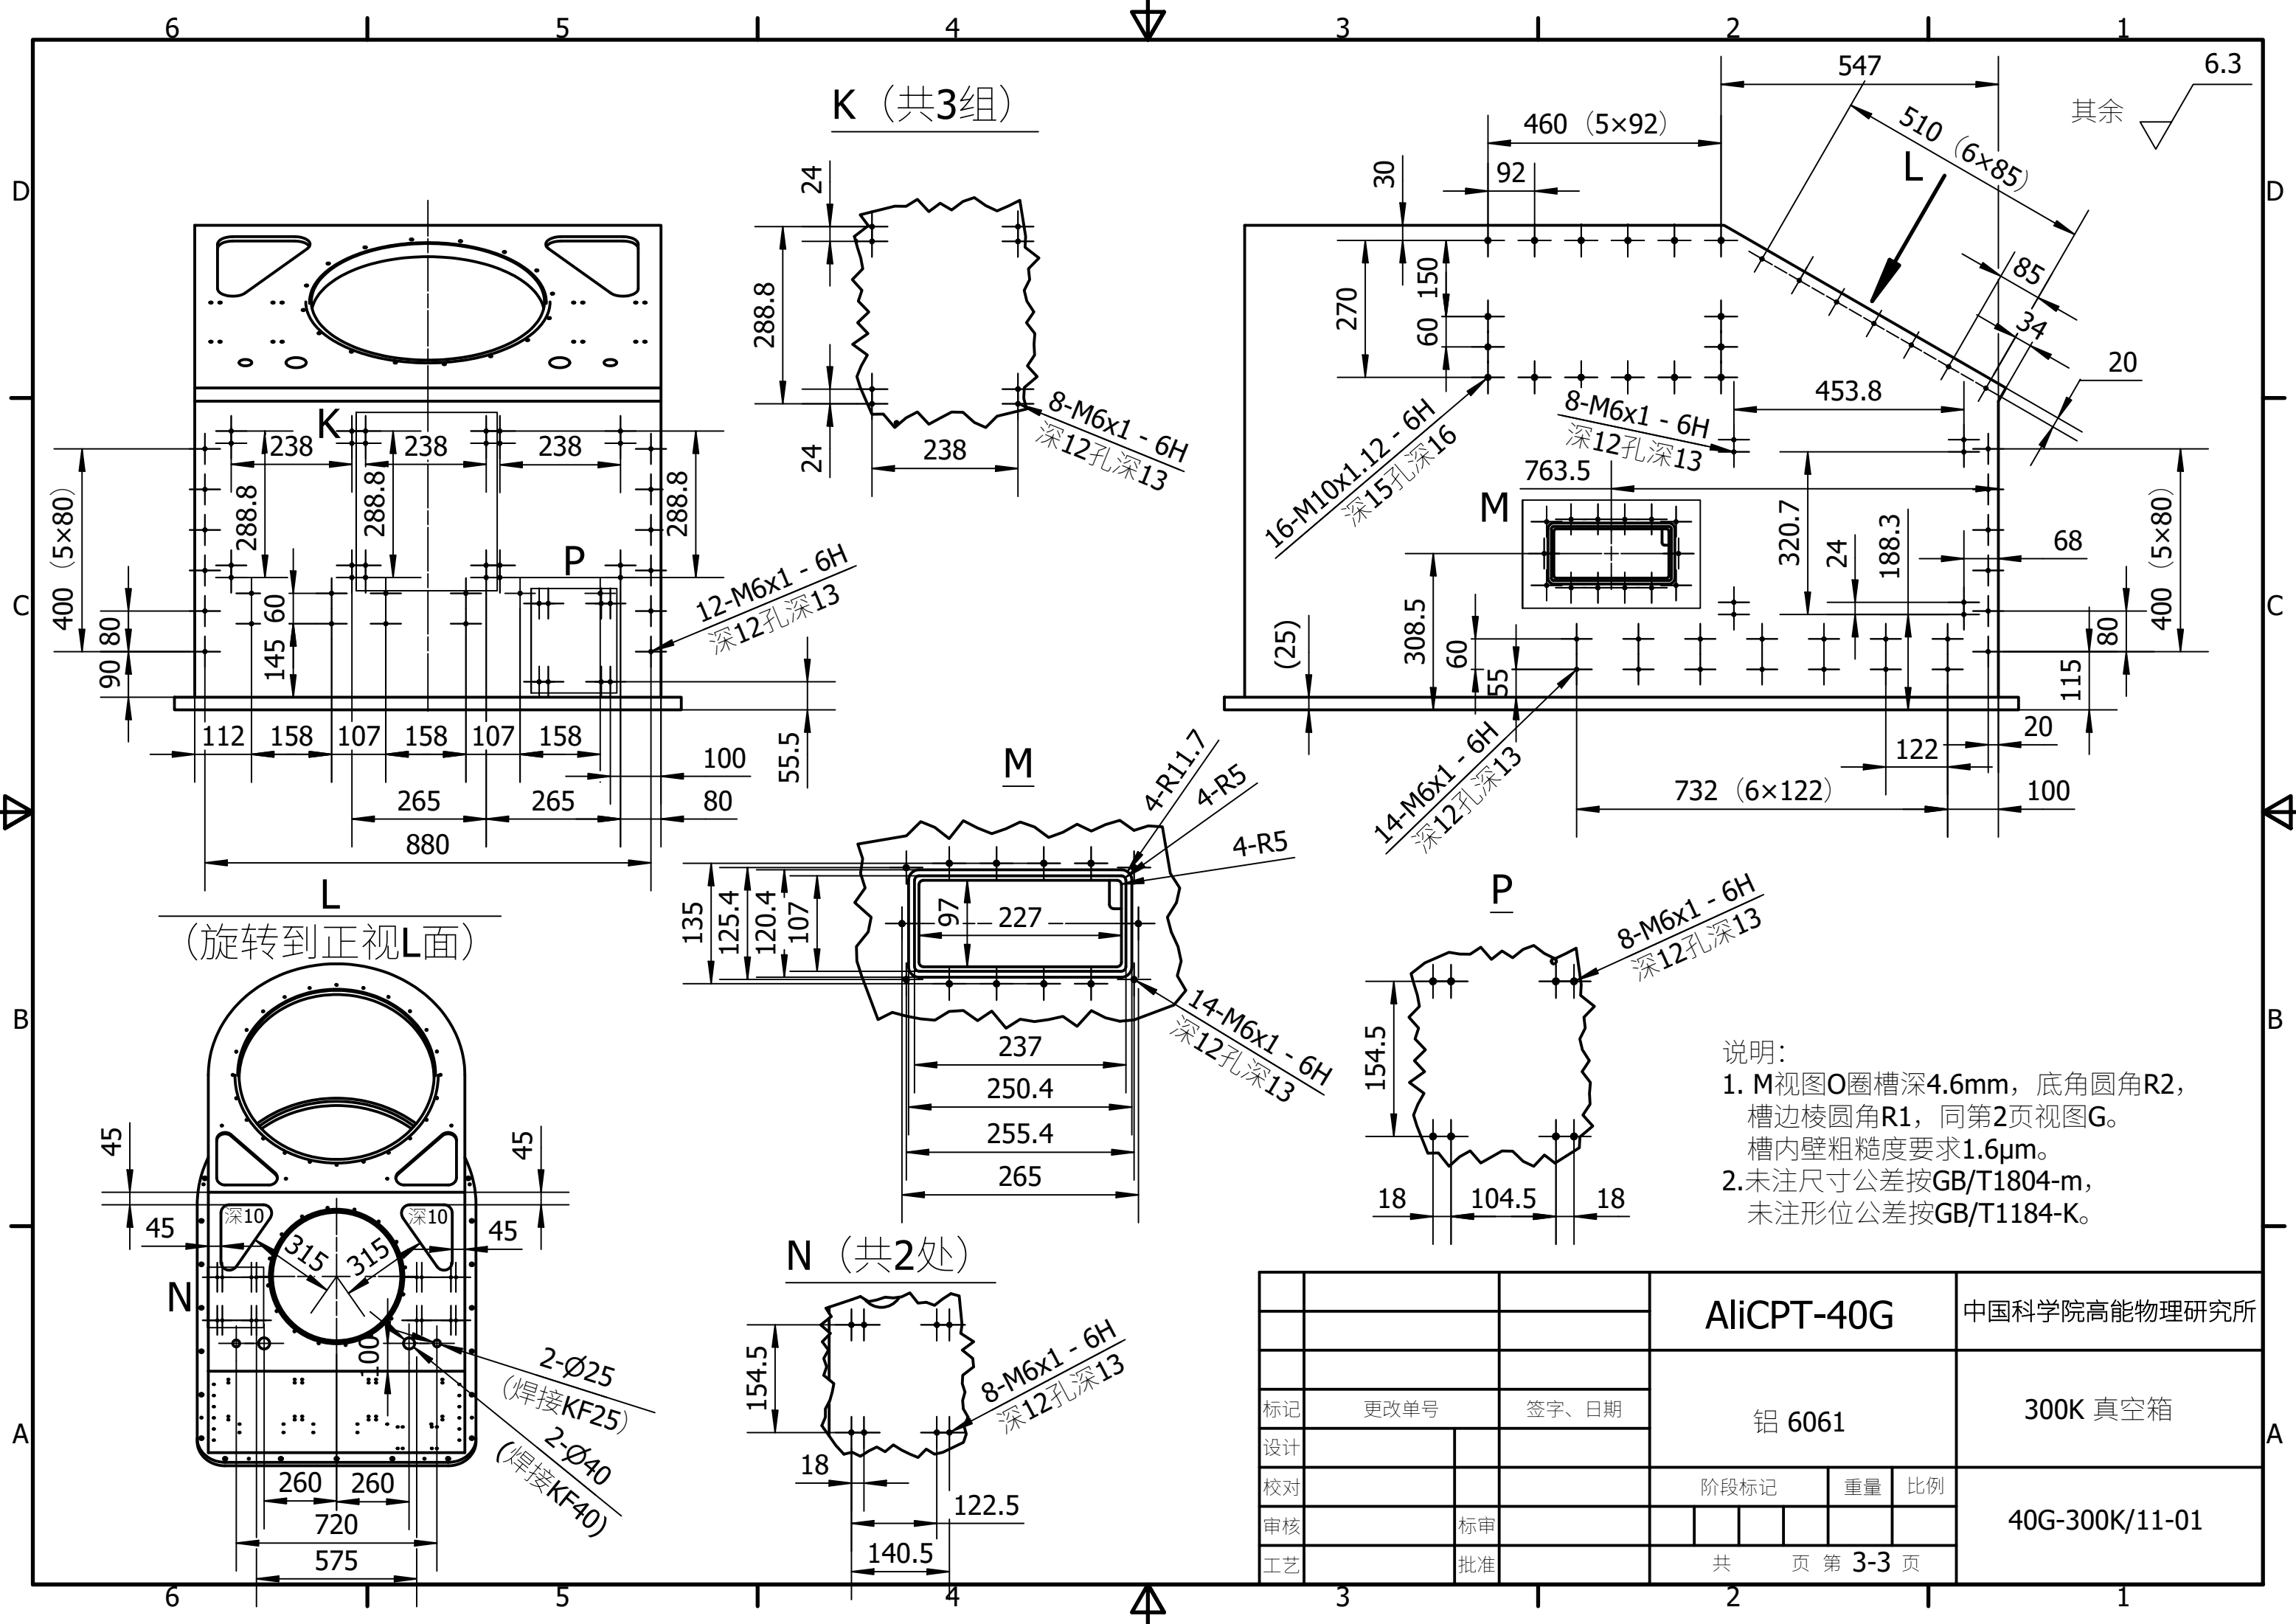 6 5 4 3 2 1
D
C
B
A
D
C
B
A
其余
6.3
K（共3组）
24
288.8
24
238
8-M6x1 - 6H
深12孔深13
K
P
238
238
238
288.8
288.8
288.8
400（5×80）
80
90
60
145
12-M6x1 - 6H
深12孔深13
112
158
107
158
107
158
100
55.5
265
265
80
880
547
460（5×92）
92
30
510（6×85）
L
85
34
20
150
270
60
16-M10x1.12 - 6H
深15孔深16
8-M6x1 - 6H
深12孔深13
453.8
763.5
M
320.7
24
188.3
68
400（5×80）
80
115
(25)
308.5
60
55
14-M6x1 - 6H
深12孔深13
20
122
732（6×122）
100
M
4-R11.7
4-R5
4-R5
135
125.4
120.4
107
97
227
14-M6x1 - 6H
深12孔深13
237
250.4
255.4
265
P
8-M6x1 - 6H
深12孔深13
154.5
18
104.5
18
L
（旋转到正视L面）
45
45
45
45
深10
深10
315
315
N
2-Ø25
（焊接KF25）
2-Ø40
(焊接KF40)
260
260
720
575
N（共2处）
154.5
8-M6x1 - 6H
深12孔深13
18
122.5
140.5
说明：
1. M视图O圈槽深4.6mm，底角圆角R2，
槽边棱圆角R1，同第2页视图G。
槽内壁粗糙度要求1.6μm。
2.未注尺寸公差按GB/T1804-m，
未注形位公差按GB/T1184-K。
AliCPT-40G
中国科学院高能物理研究所
标记 更改单号 签字、日期
铝 6061
300K 真空箱
设计
校对
阶段标记 重量 比例
审核 标审
40G-300K/11-01
工艺 批准
共 页 第 3-3 页
6 5 4 3 2 1